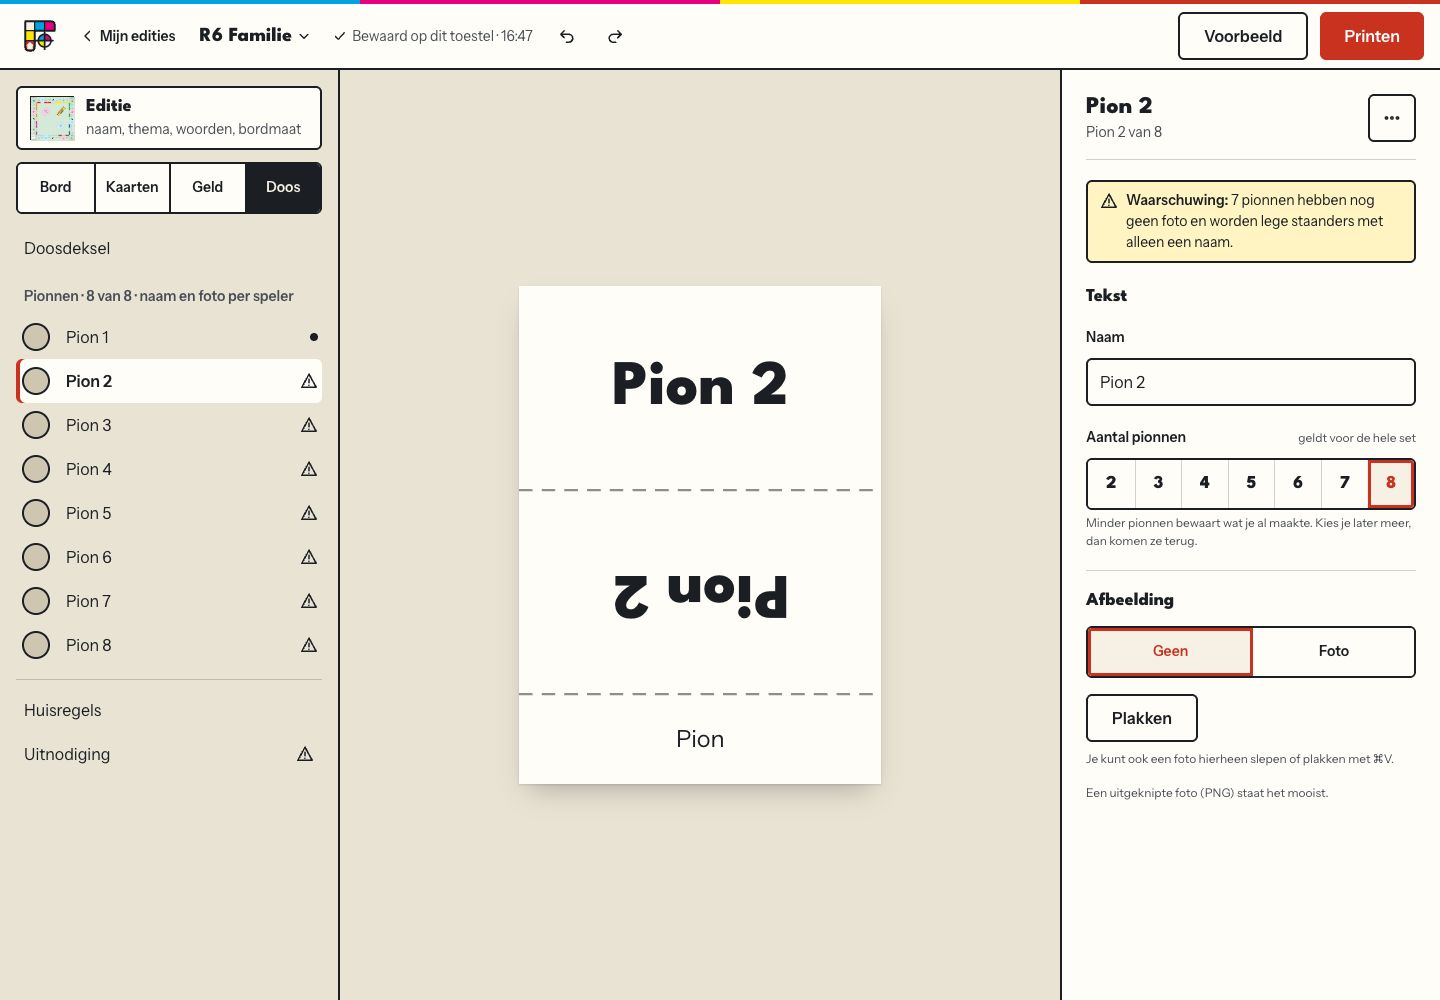 Mijn edities
R6 Familie
Bewaard op dit toestel · 16:47
Voorbeeld
Printen
Editie
naam, thema, woorden, bordmaat
Bord
Kaarten
Geld
Doos
Doosdeksel
Pionnen · 8 van 8 · naam en foto per speler
Pion 1
Pion 2
Pion 3
Pion 4
Pion 5
Pion 6
Pion 7
Pion 8
Huisregels
Uitnodiging
Pion 2
Pion 2
Pion
Pion 2
Pion 2 van 8
Waarschuwing: 7 pionnen hebben nog
geen foto en worden lege staanders met
alleen een naam.
Tekst
Naam
Pion 2
Aantal pionnen
geldt voor de hele set
2 3 4 5 6 7 8
Minder pionnen bewaart wat je al maakte. Kies je later meer,
dan komen ze terug.
Afbeelding
Geen
Foto
Plakken
Je kunt ook een foto hierheen slepen of plakken met ⌘V.
Een uitgeknipte foto (PNG) staat het mooist.